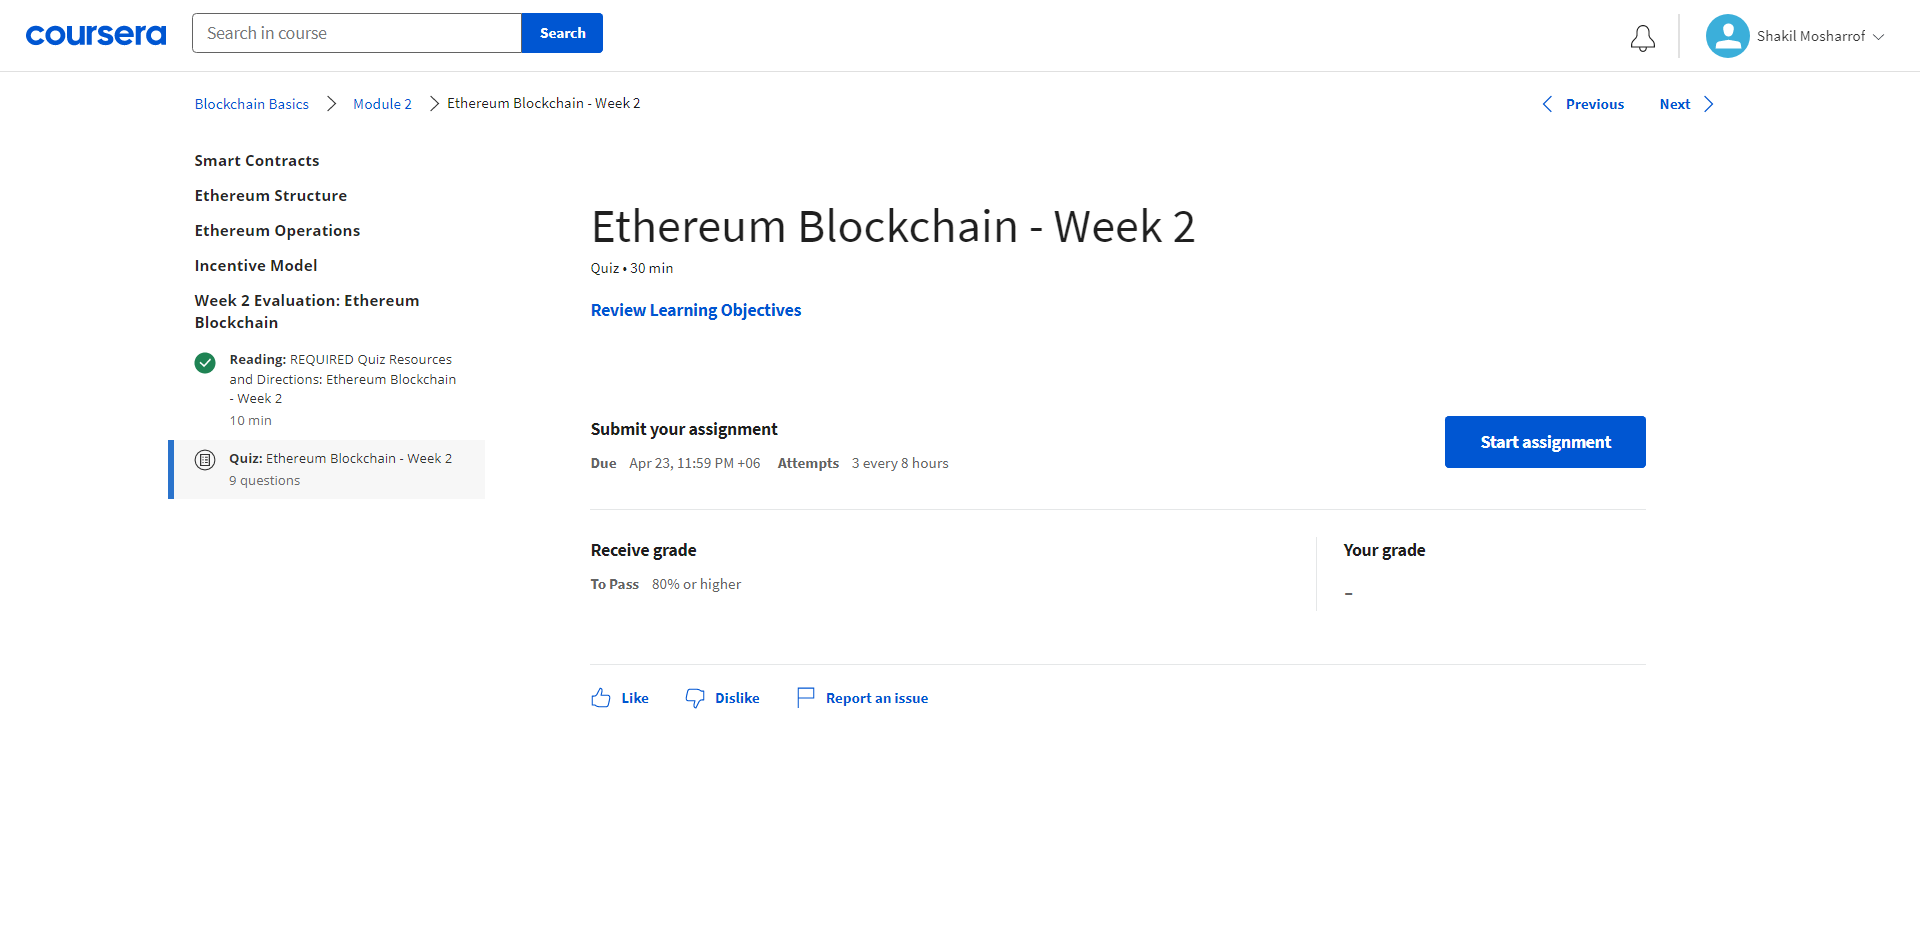 coursera
Search in course
Search
Shakil Mosharrof
Blockchain Basics
Module 2
Ethereum Blockchain - Week 2
Previous
Next
Smart Contracts
Ethereum Structure
Ethereum Operations
Incentive Model
Week 2 Evaluation: Ethereum
Blockchain
Reading: REQUIRED Quiz Resources
and Directions: Ethereum Blockchain
- Week 2
10 min
Quiz: Ethereum Blockchain - Week 2
9 questions
Ethereum Blockchain - Week 2
Quiz • 30 min
Review Learning Objectives
Submit your assignment
Due Apr 23, 11:59 PM +06 Attempts 3 every 8 hours
Start assignment
Receive grade
To Pass 80% or higher
Your grade
-
Like
Dislike
Report an issue